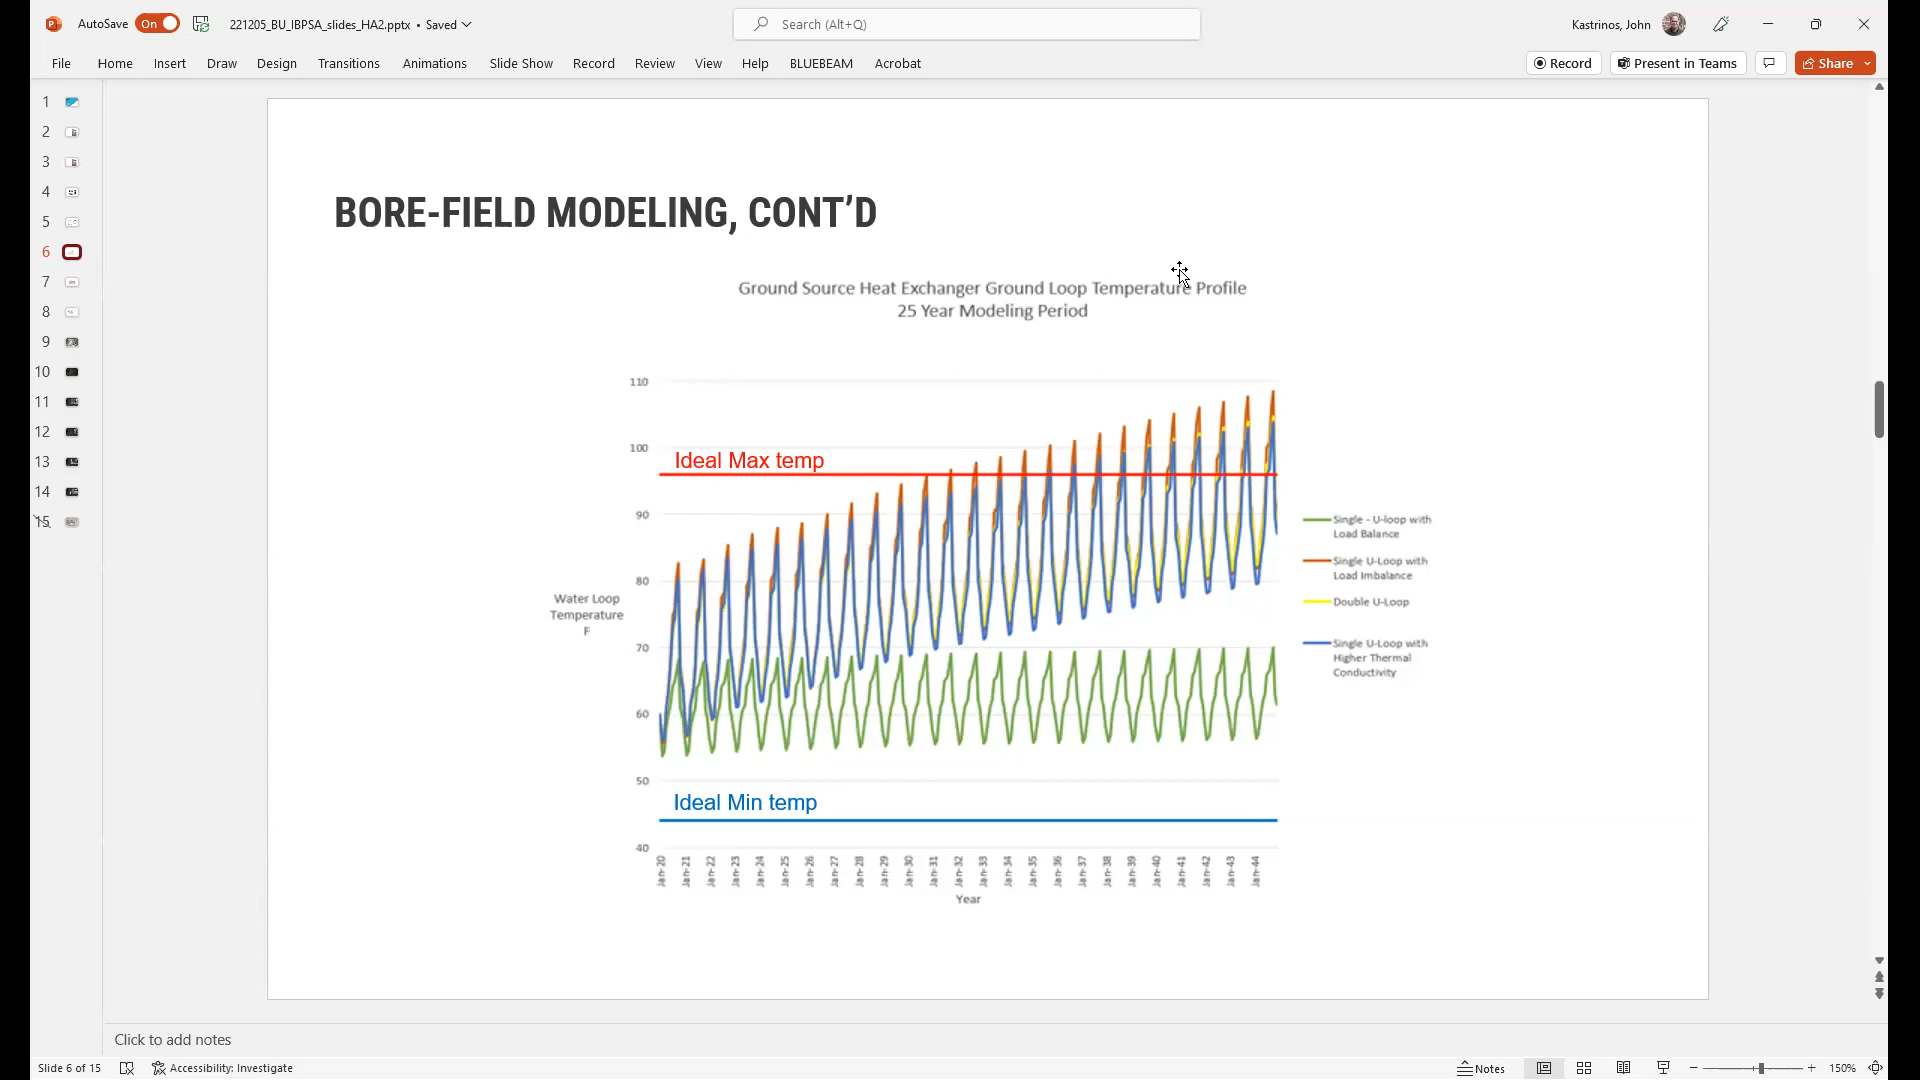 AutoSave On 221205_BU_IBPSA_slides_HA2.pptx • Saved Search (Alt+Q) Kastrinos, John
File Home Insert Draw Design Transitions Animations Slide Show Record Review View Help BLUEBEAM Acrobat Record Present in Teams Share
1
2
3
4
5
6
7
8
9
10
11
12
13
14
15
BORE-FIELD MODELING, CONT’D
Ground Source Heat Exchanger Ground Loop Temperature Profile
25 Year Modeling Period
110
100
Ideal Max temp
90
80
70
60
50
40
Water Loop
Temperature
F
Ideal Min temp
Single - U-loop with
Load Balance
Single U-Loop with
Load Imbalance
Double U-Loop
Single U-Loop with
Higher Thermal
Conductivity
Jan-20 Jan-21 Jan-22 Jan-23 Jan-24 Jan-25 Jan-26 Jan-27 Jan-28 Jan-29 Jan-30 Jan-31 Jan-32 Jan-33 Jan-34 Jan-35 Jan-36 Jan-37 Jan-38 Jan-39 Jan-40 Jan-41 Jan-42 Jan-43 Jan-44
Year
Click to add notes
Slide 6 of 15 Accessibility: Investigate Notes 150%